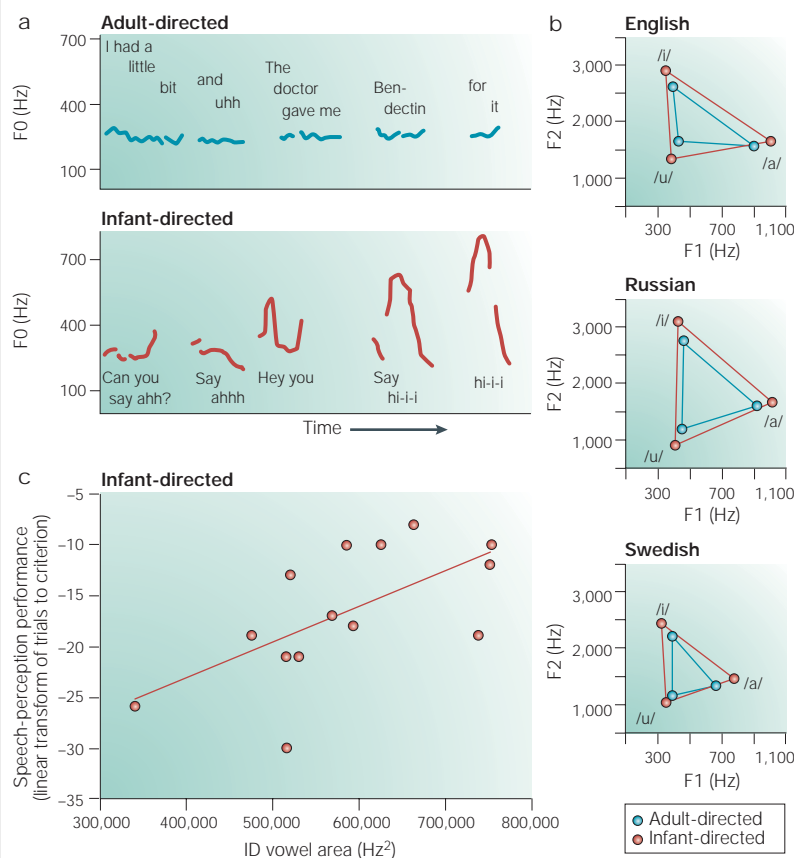 a
Adult-directed
700
400
100
F0 (Hz)
I had a
little
bit
and
uhh
The
doctor
gave me
Ben-
dectin
for
it
Infant-directed
700
400
100
F0 (Hz)
Can you
say ahh?
Say
ahhh
Hey you
Say
hi-i-i
hi-i-i
Time
b
English
3,000
2,000
1,000
F2 (Hz)
/i/
/u/
/a/
300 700 1,100
F1 (Hz)
Russian
3,000
2,000
1,000
F2 (Hz)
/i/
/u/
/a/
300 700 1,100
F1 (Hz)
Swedish
3,000
2,000
1,000
F2 (Hz)
/i/
/u/
/a/
300 700 1,100
F1 (Hz)
Adult-directed
Infant-directed
c
Infant-directed
–5
–10
–15
–20
–25
–30
–35
Speech-perception performance
(linear transform of trials to criterion)
300,000 400,000 500,000 600,000 700,000 800,000
ID vowel area (Hz²)